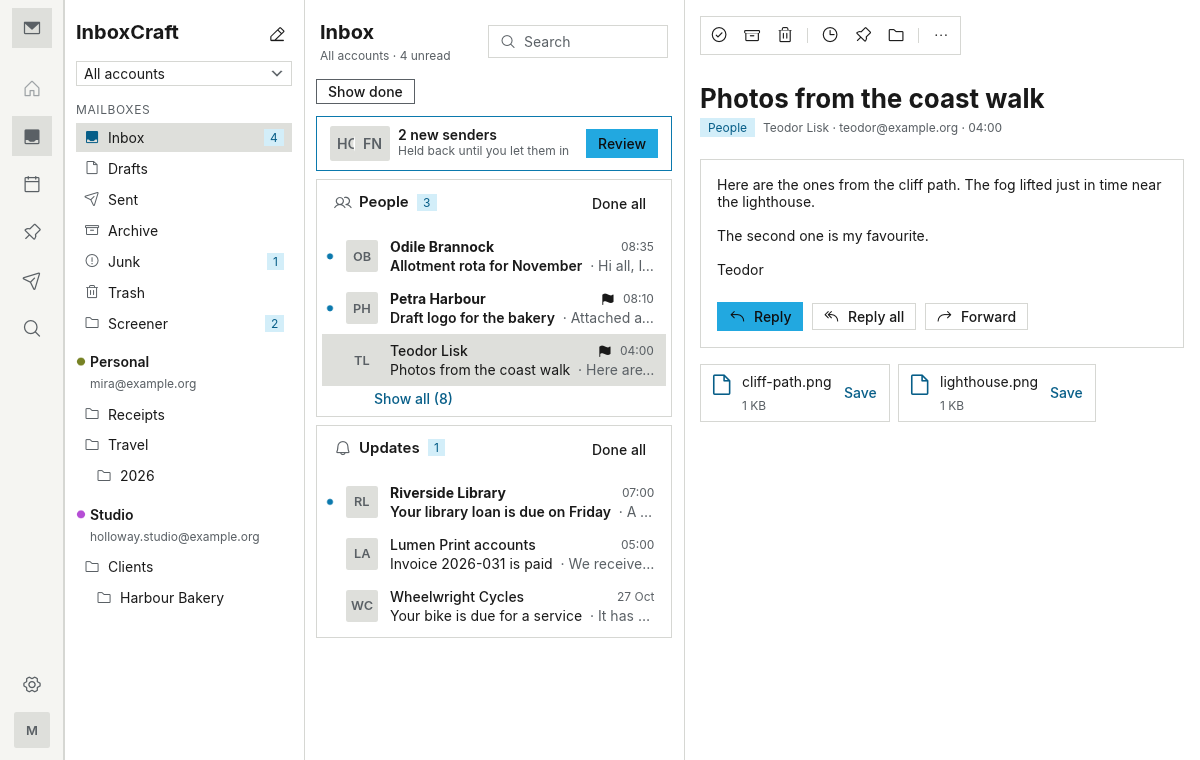 InboxCraft
All accounts
MAILBOXES
Inbox 4
Drafts
Sent
Archive
Junk 1
Trash
Screener 2
Personal
mira@example.org
Receipts
Travel
2026
Studio
holloway.studio@example.org
Clients
Harbour Bakery
M
Inbox
All accounts · 4 unread
Search
Show done
FN
2 new senders
Held back until you let them in
Review
People 3
Done all
OB
Odile Brannock 08:35
Allotment rota for November · Hi all, I...
PH
Petra Harbour 08:10
Draft logo for the bakery · Attached a...
TL
Teodor Lisk 04:00
Photos from the coast walk · Here are...
Show all (8)
Updates 1
Done all
RL
Riverside Library 07:00
Your library loan is due on Friday · A ...
LA
Lumen Print accounts 05:00
Invoice 2026-031 is paid · We receive...
WC
Wheelwright Cycles 27 Oct
Your bike is due for a service · It has ...
Photos from the coast walk
People Teodor Lisk · teodor@example.org · 04:00
Here are the ones from the cliff path. The fog lifted just in time near
the lighthouse.
The second one is my favourite.
Teodor
Reply Reply all Forward
cliff-path.png
1 KB
Save
lighthouse.png
1 KB
Save